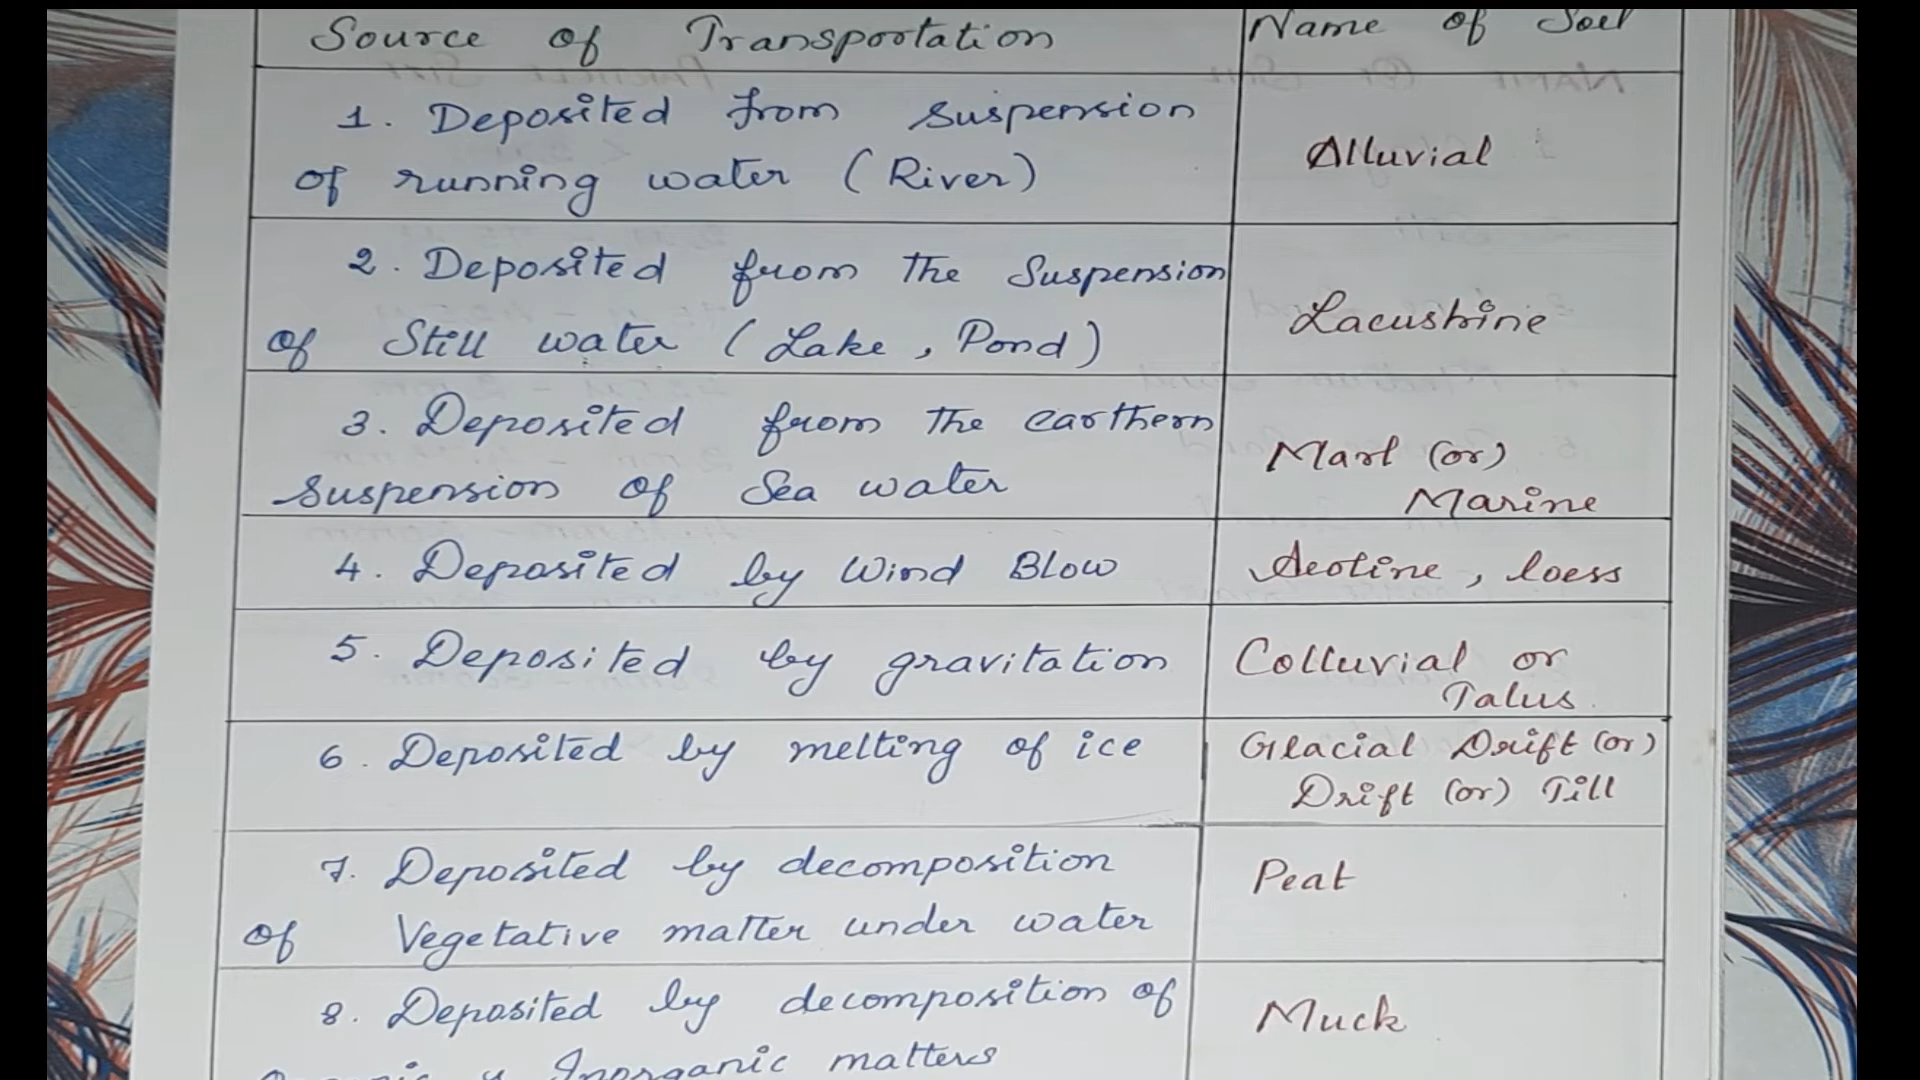 Source of Transportation
Name of Soil
1. Deposited from suspension
of running water (River)
Alluvial
2. Deposited from the Suspension
of Still water (Lake, Pond)
Lacustrine
3. Deposited from the earthern
suspension of Sea water
Marl (or)
Marine
4. Deposited by Wind Blow
Aeoline, loess
5. Deposited by gravitation
Colluvial or
Talus
6. Deposited by melting of ice
Glacial Drift (or)
Drift (or) Till
7. Deposited by decomposition
of Vegetative matter under water
Peat
8. Deposited by decomposition of
Inorganic matters
Muck